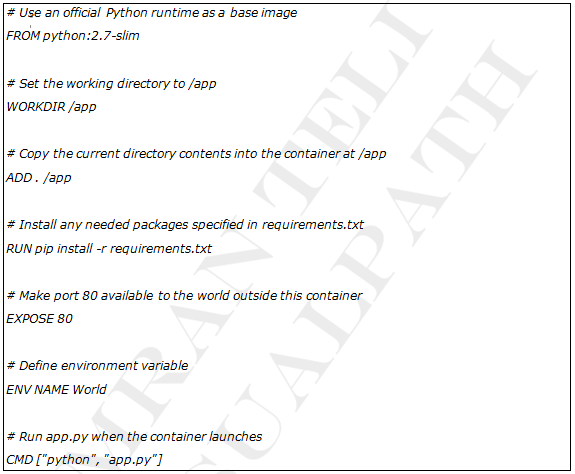 # Use an official Python runtime as a base image
FROM python:2.7-slim
# Set the working directory to /app
WORKDIR /app
# Copy the current directory contents into the container at /app
ADD . /app
# Install any needed packages specified in requirements.txt
RUN pip install -r requirements.txt
# Make port 80 available to the world outside this container
EXPOSE 80
# Define environment variable
ENV NAME World
# Run app.py when the container launches
CMD ["python", "app.py"]
MRAN TELI
UALPATH